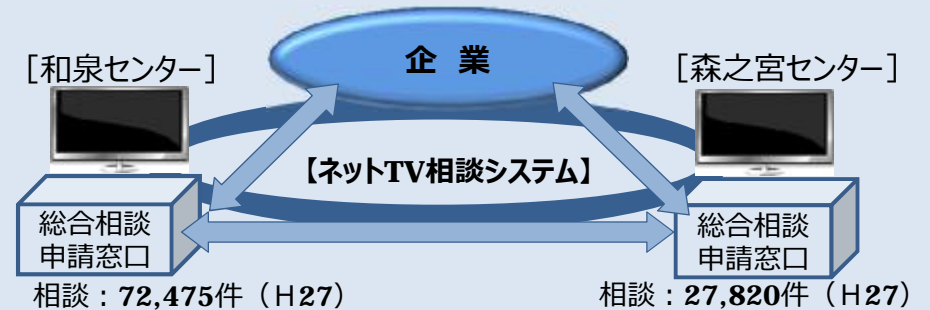 企 業
［和泉センター］
［森之宮センター］
【ネットTV相談システム】
総合相談
申請窓口
総合相談
申請窓口
相談：72,475件（H27）
相談：27,820件（H27）